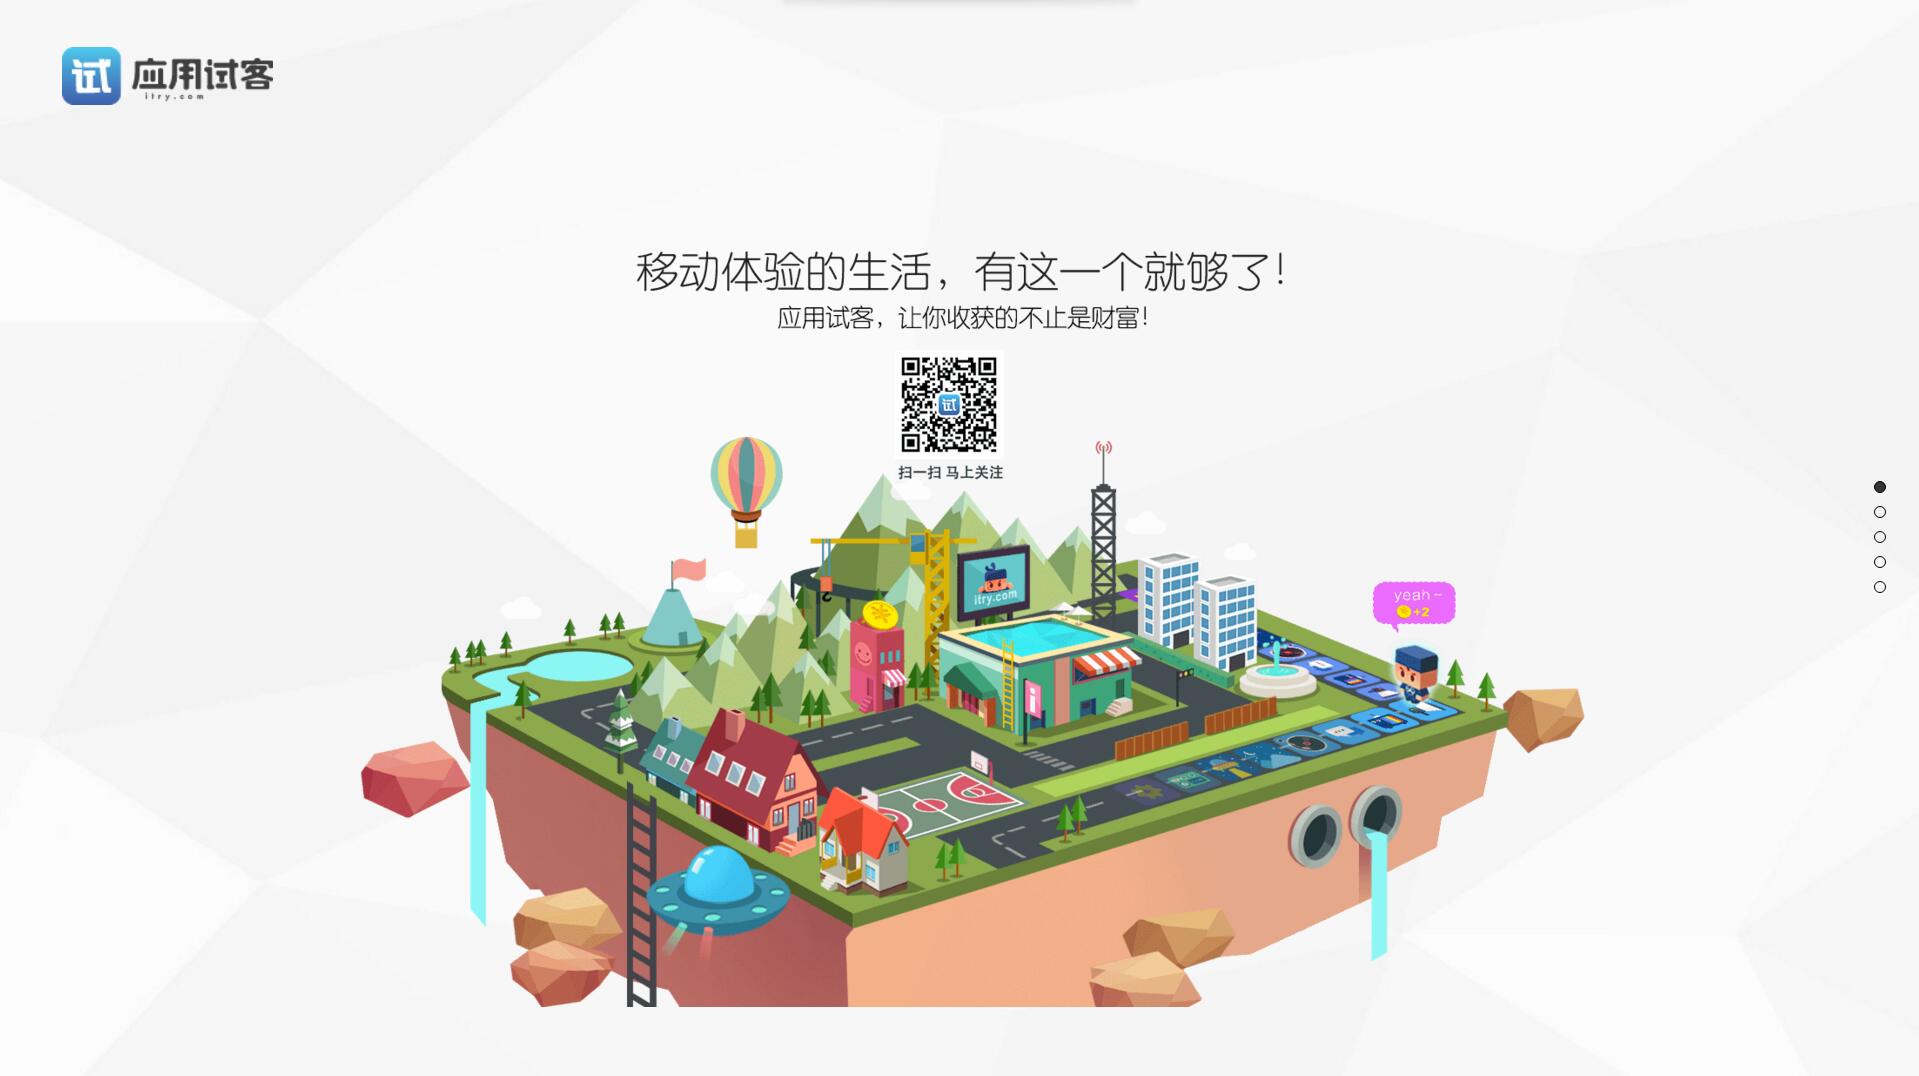 试 应用试客
itry.com
移动体验的生活，有这一个就够了！
应用试客，让你收获的不止是财富！
试
扫一扫 马上关注
itry.com
yeah~
+2